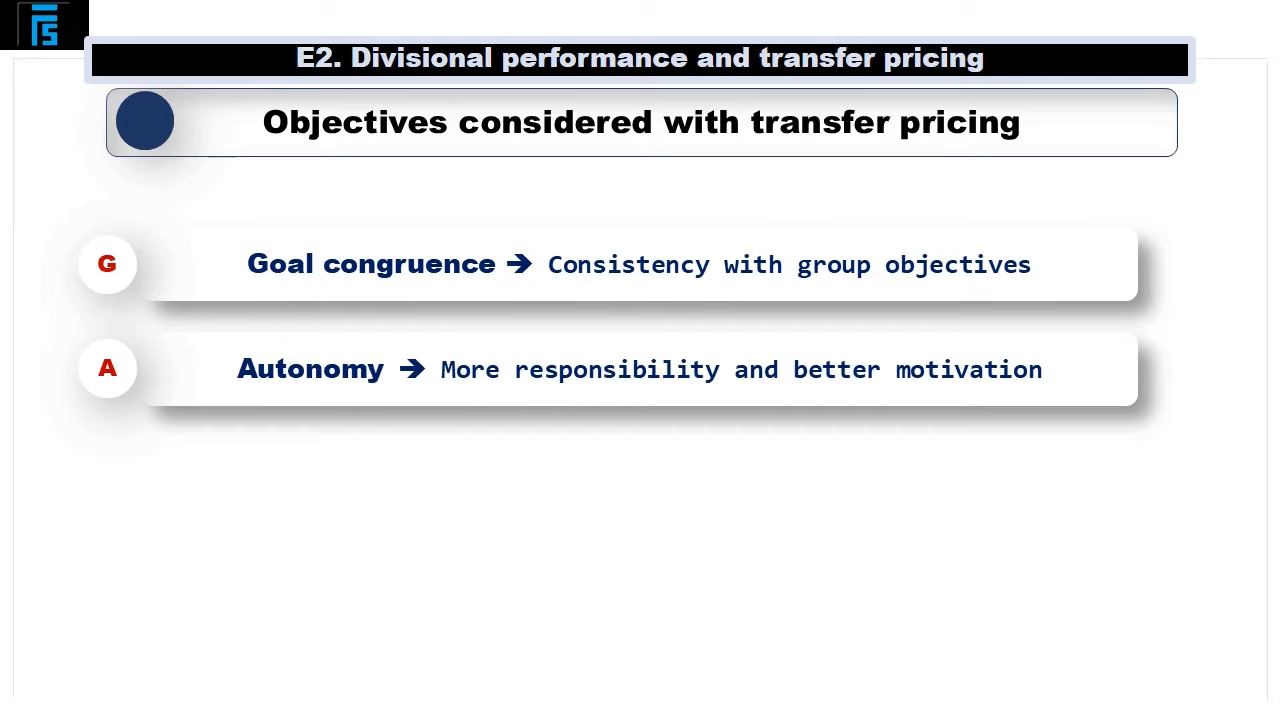 E2. Divisional performance and transfer pricing
Objectives considered with transfer pricing
G
Goal congruence ➔ Consistency with group objectives
A
Autonomy ➔ More responsibility and better motivation